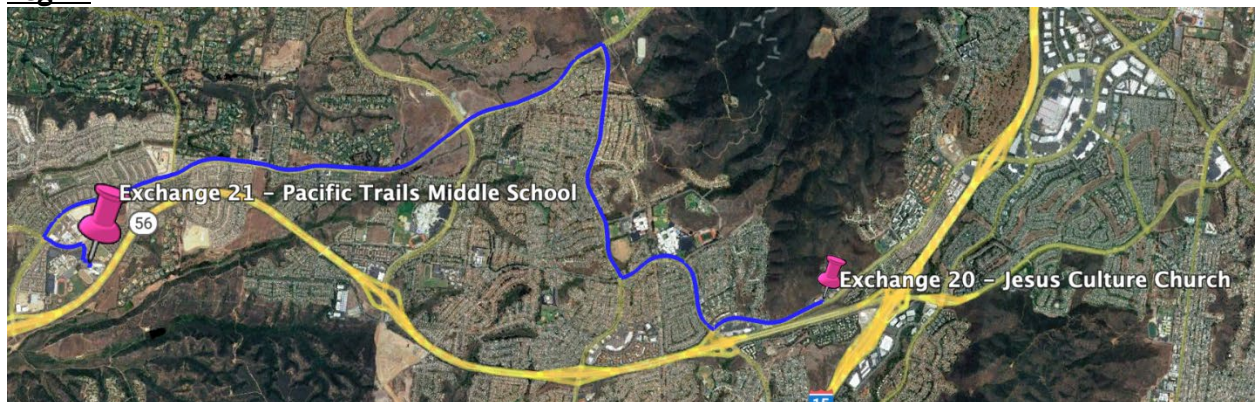 Exchange 21 – Pacific Trails Middle School
56
Exchange 20 – Jesus Culture Church
15